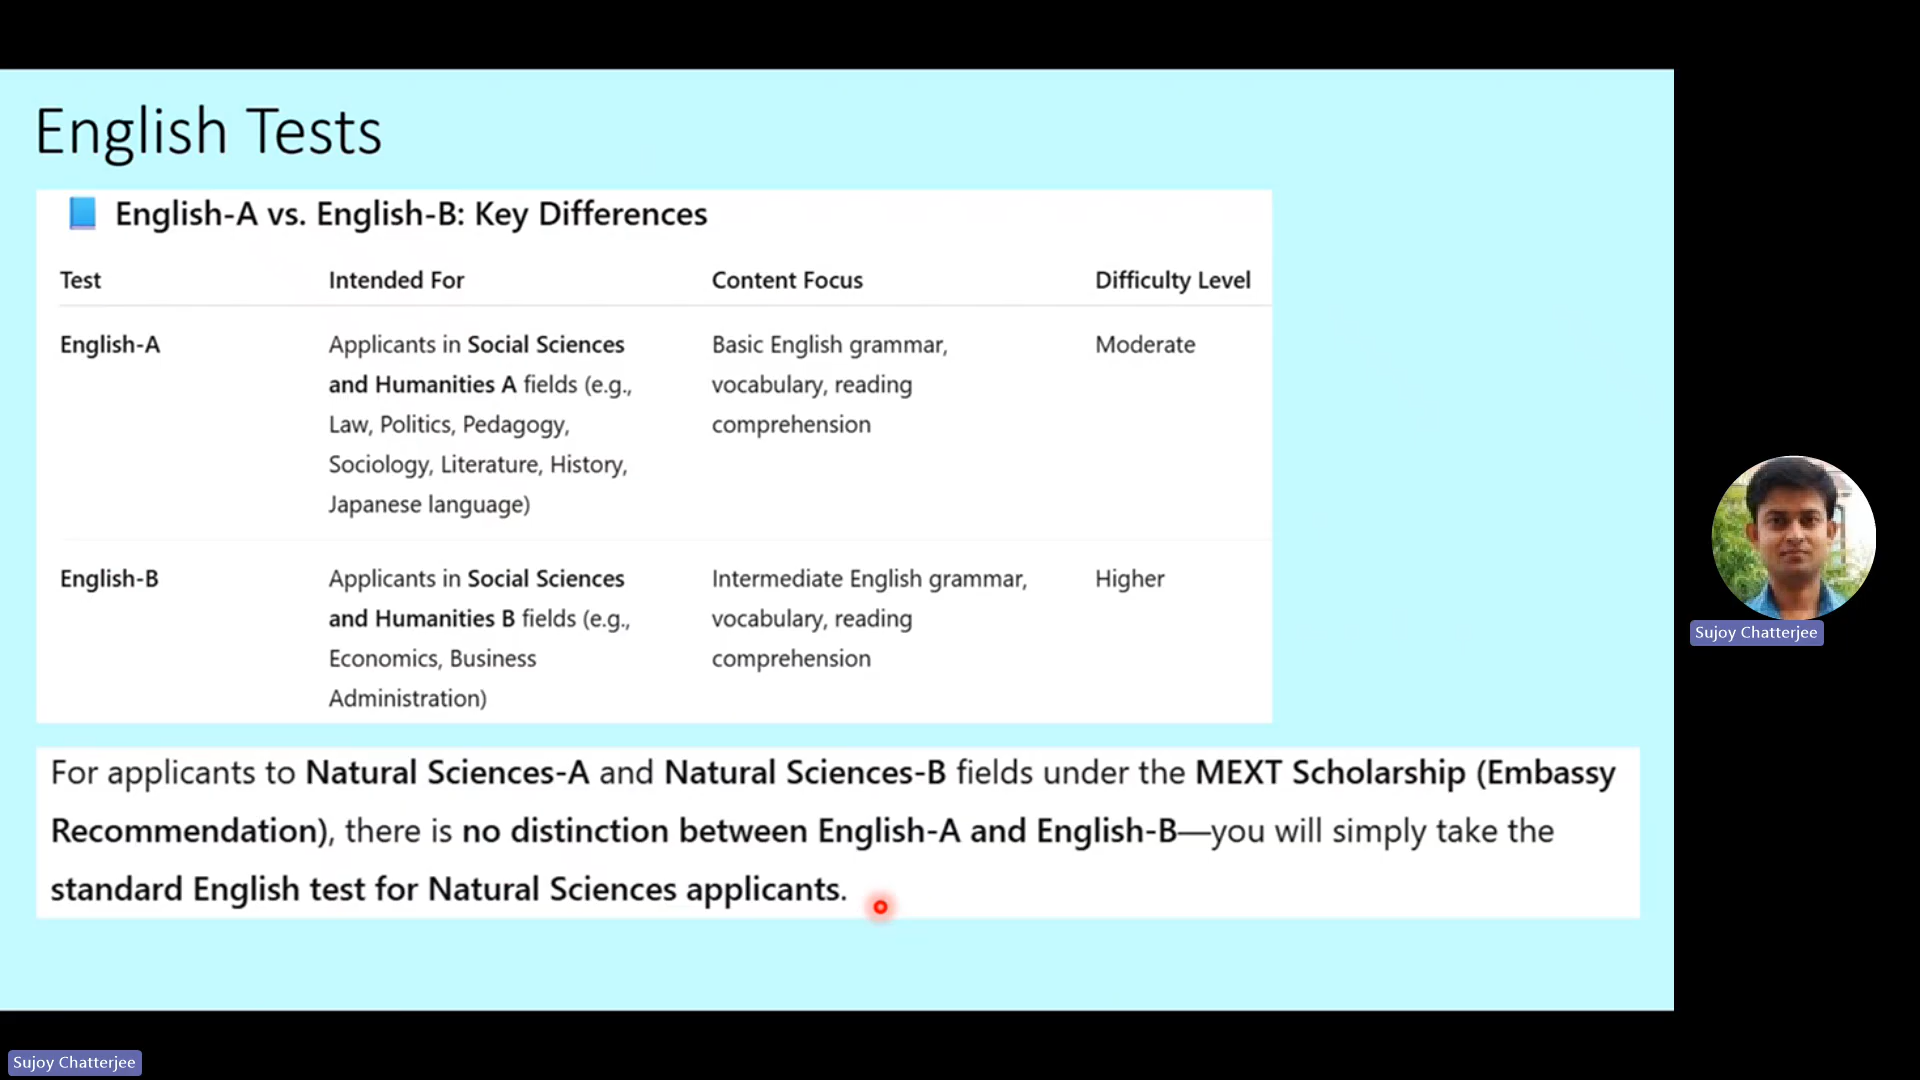 English Tests
English-A vs. English-B: Key Differences
Test Intended For Content Focus Difficulty Level
English-A Applicants in Social Sciences Basic English grammar, Moderate
and Humanities A fields (e.g., vocabulary, reading
Law, Politics, Pedagogy, comprehension
Sociology, Literature, History,
Japanese language)
English-B Applicants in Social Sciences Intermediate English grammar, Higher
and Humanities B fields (e.g., vocabulary, reading
Economics, Business comprehension
Administration)
For applicants to Natural Sciences-A and Natural Sciences-B fields under the MEXT Scholarship (Embassy
Recommendation), there is no distinction between English-A and English-B—you will simply take the
standard English test for Natural Sciences applicants.
Sujoy Chatterjee
Sujoy Chatterjee